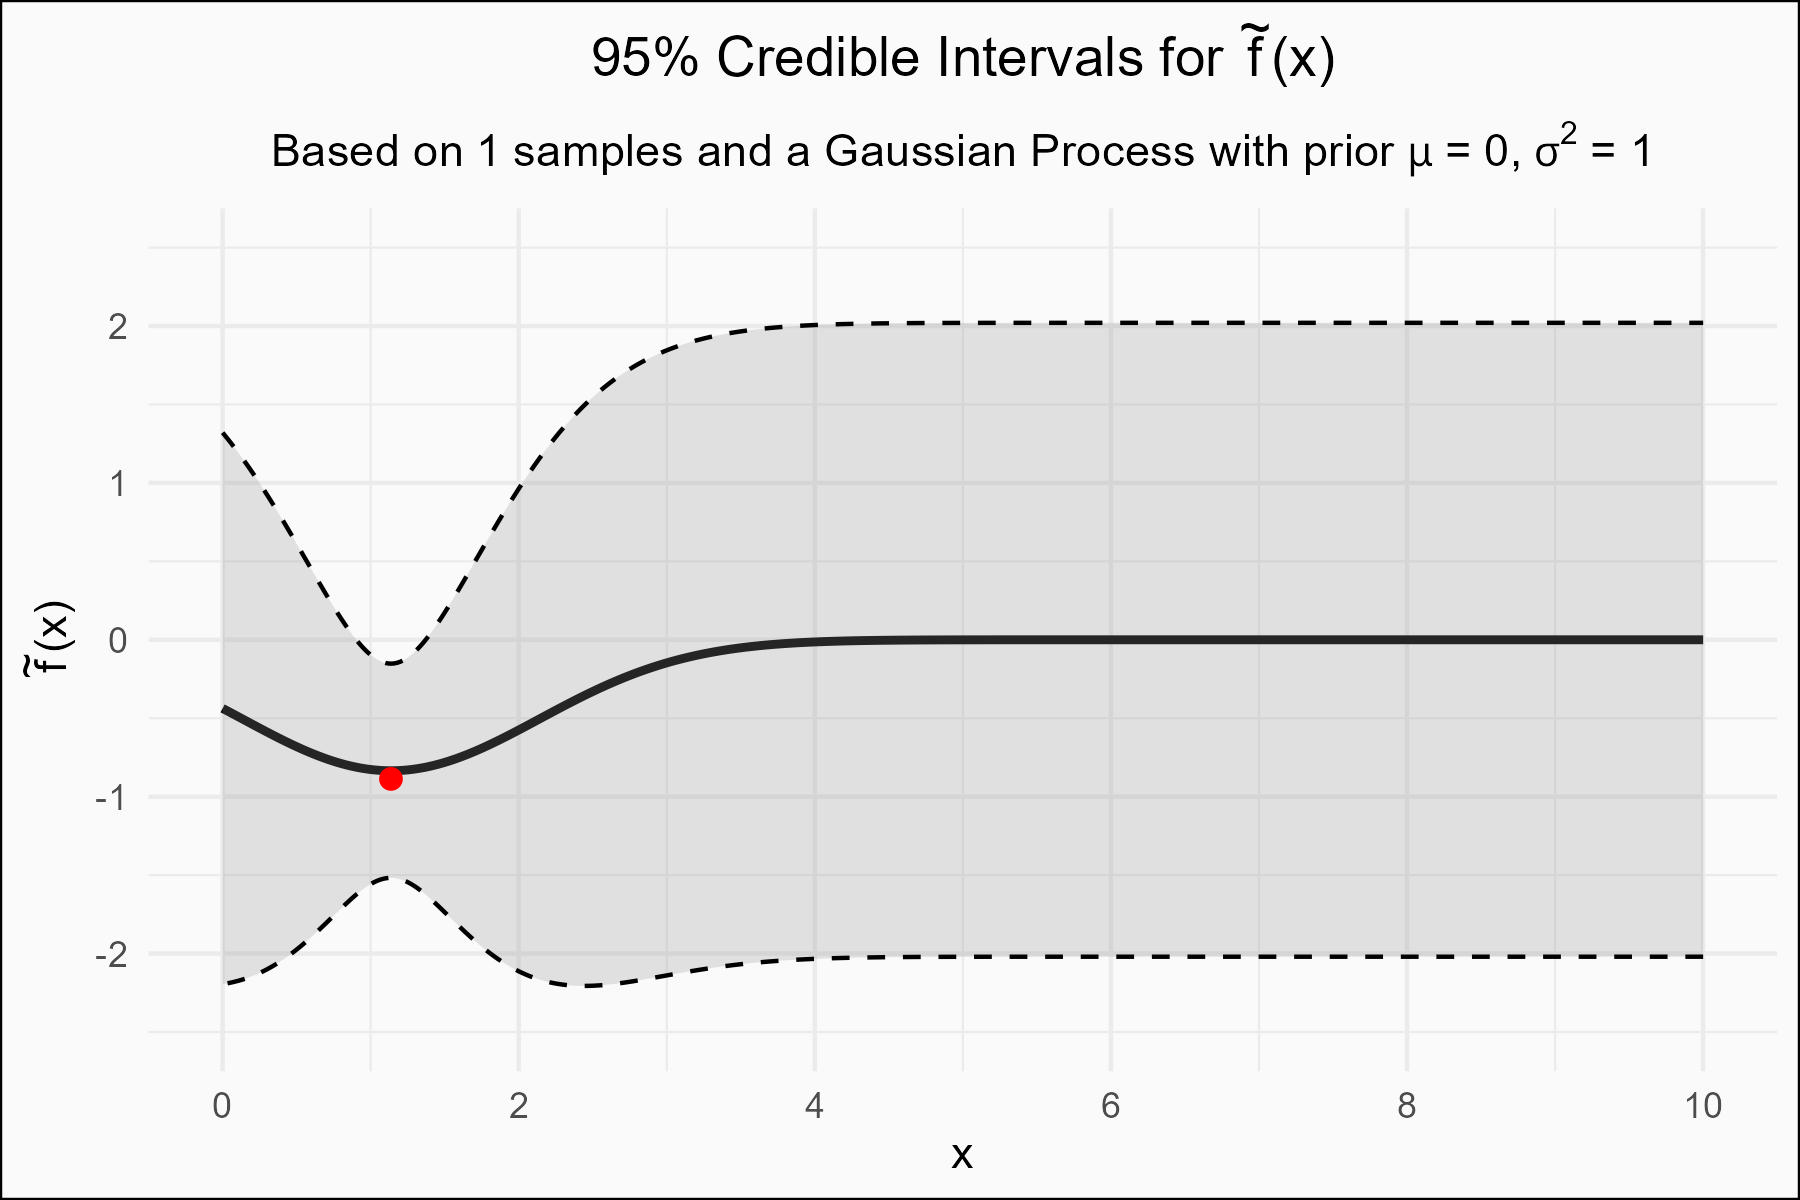 95% Credible Intervals for f̃(x)
Based on 1 samples and a Gaussian Process with prior μ = 0, σ² = 1
f̃(x)
2
1
0
-1
-2
0 2 4 6 8 10
x